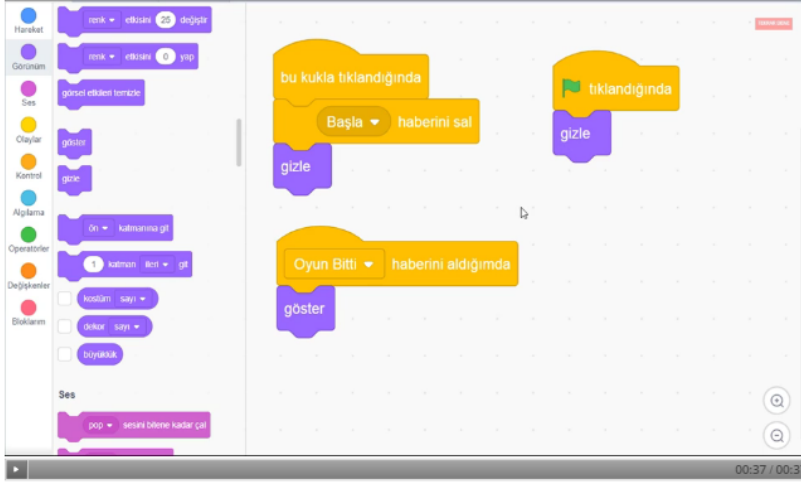 Hareket
Görünüm
Ses
Olaylar
Kontrol
Algılama
Operatörler
Değişkenler
Bloklarım
renk etkisini 25 değiştir
renk etkisini 0 yap
görsel etkileri temizle
göster
gizle
ön katmanına git
1 katman ileri git
kostüm sayı
dekor sayı
büyüklük
Ses
pop sesini bitene kadar çal
bu kukla tıklandığında
Başla haberini sal
gizle
tıklandığında
gizle
Oyun Bitti haberini aldığımda
göster
00:37 / 00:3